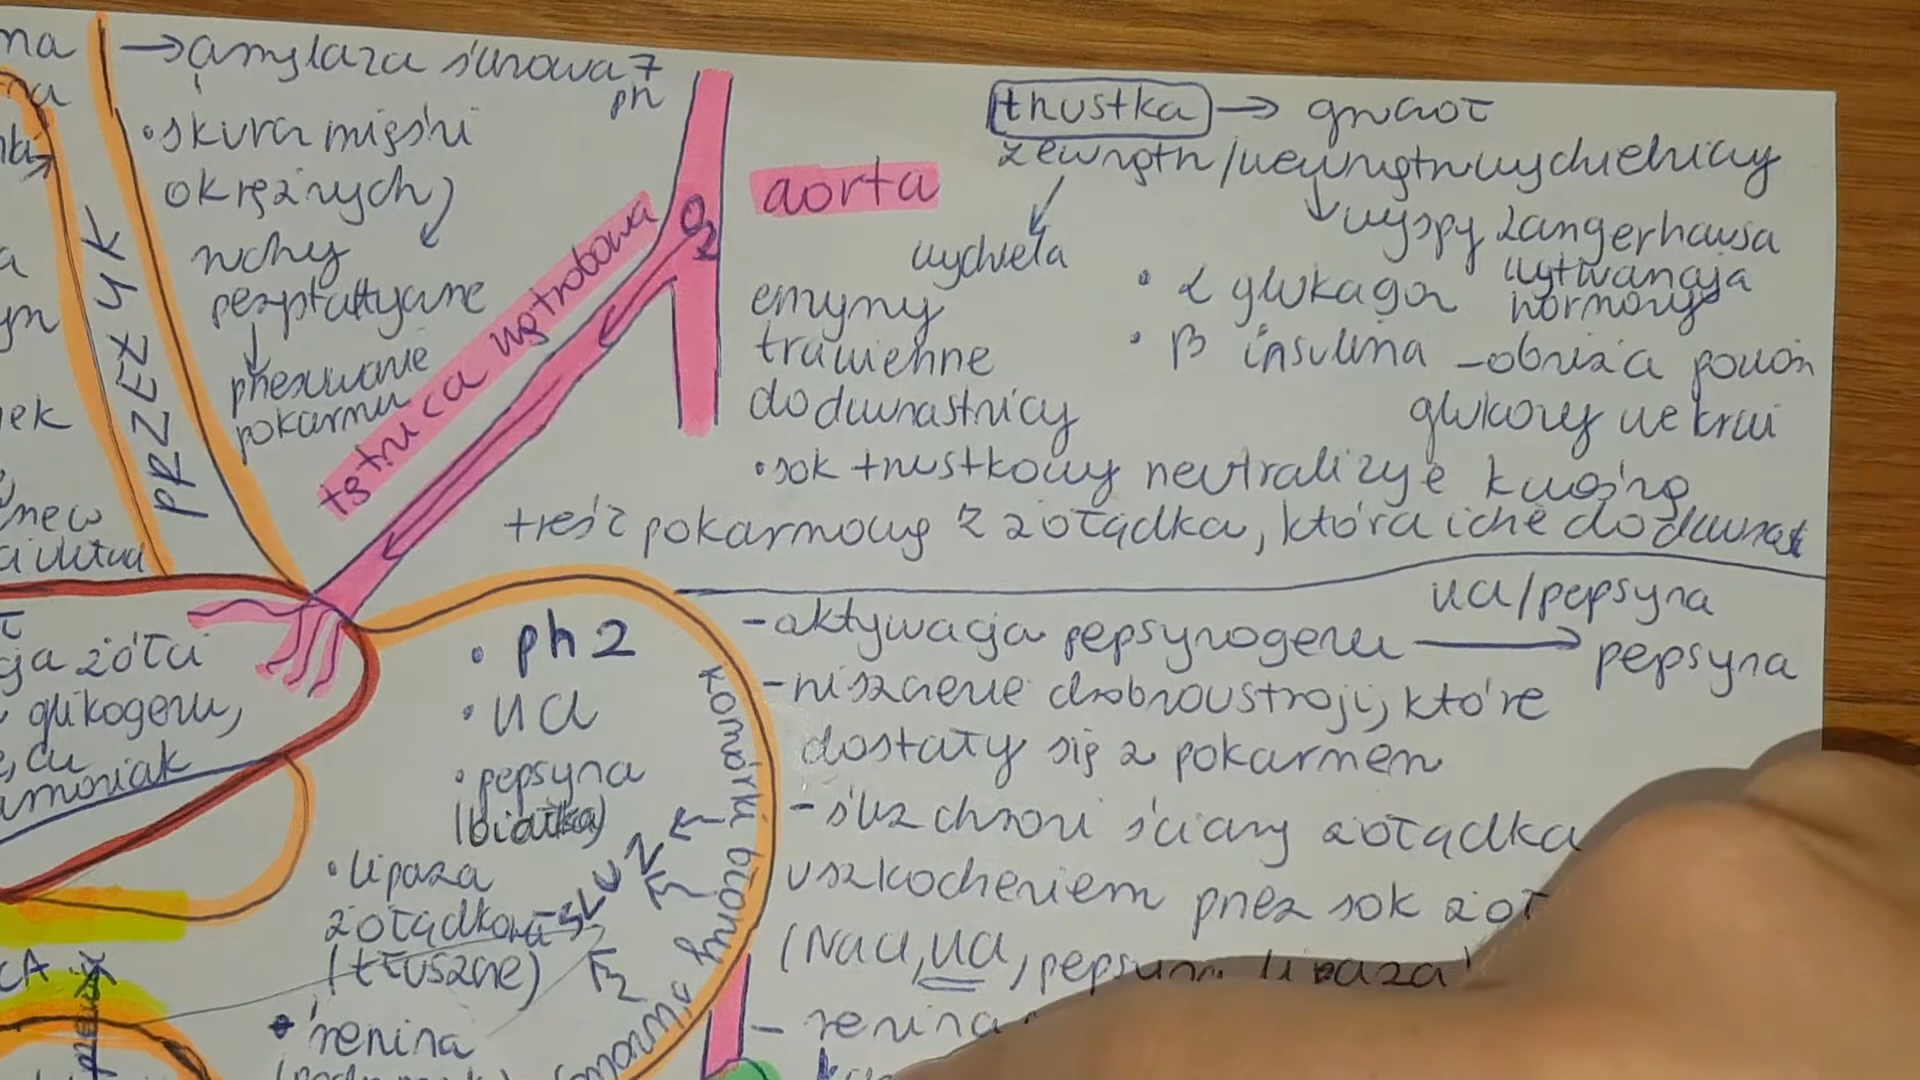 → amylaza ślinowa 7
ph
• skurcz mięśni
okrężnych
ruchy
perystaltyczne
↓
przesuwanie
pokarmu
PRZEŁYK
tętnica wątrobowa
O2
aorta
trzustka → gruczoł
zewnątrz/wewnątrzwydzielniczy
wydziela
enzymy
trawienne
do dwunastnicy
wyspy Langerhansa
wytwarzają
hormony
• α glukagon
• β insulina – obniża poziom
glukozy we krwi
• sok trzustkowy neutralizuje kwaśną
treść pokarmową z żołądka, która idzie do dwunast
żółci
glikogenu,
amoniak
• ph 2
• HCl
• pepsyna
(białka)
• lipaza
żołądkowa
(tłuszcze)
• renina
ŚLUZ
komórki błony
- aktywacja pepsynogenu → pepsyna
HCl/pepsyna
- niszczenie drobnoustroji, które
dostały się z pokarmem
- śluz chroni ściany żołądka
uszkodzeniem przez sok żoł
(NaCl, HCl, pepsyna, lipaza
- renina